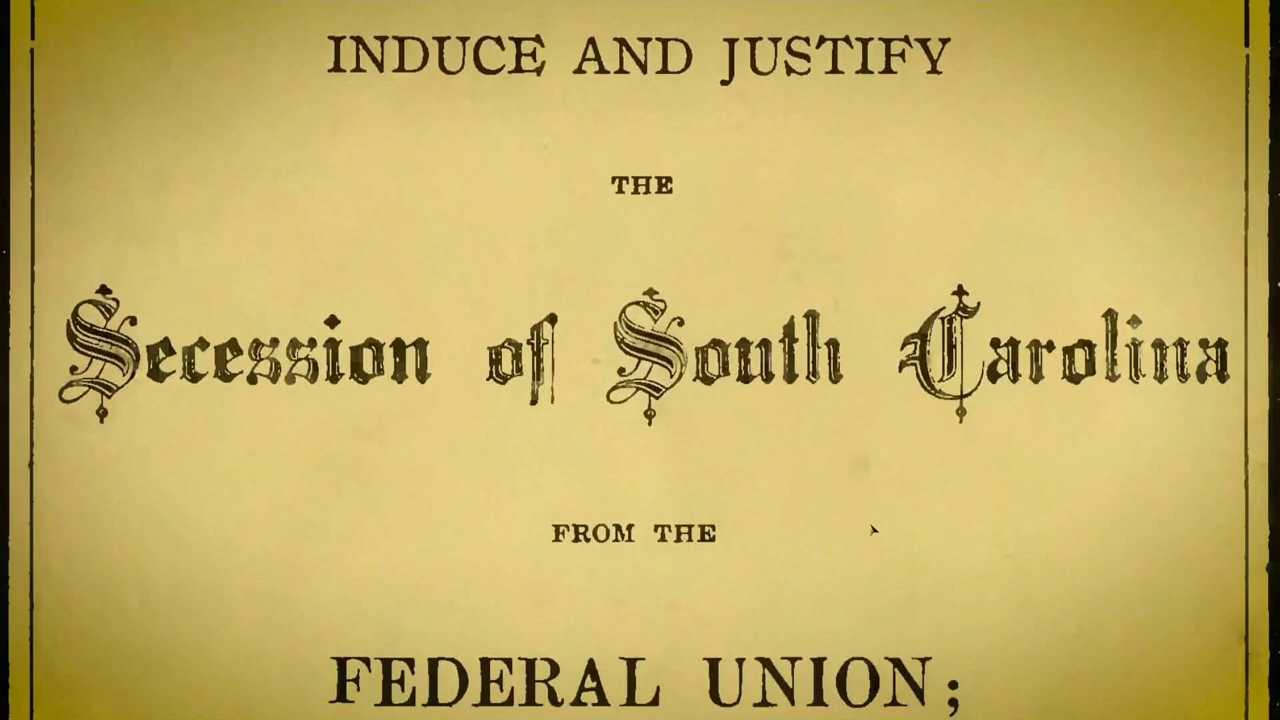 INDUCE AND JUSTIFY
THE
Secession of South Carolina
FROM THE
FEDERAL UNION;